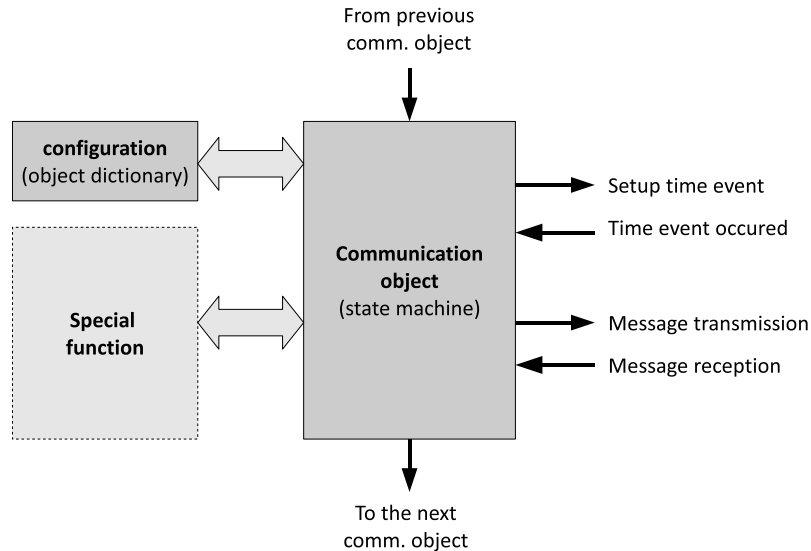 From previous
comm. object
configuration
(object dictionary)
Special
function
Communication
object
(state machine)
Setup time event
Time event occured
Message transmission
Message reception
To the next
comm. object